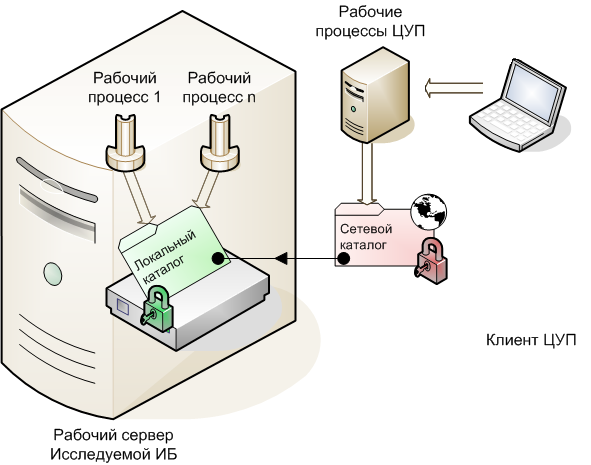 Рабочие
процессы ЦУП
Рабочий
процесс 1
Рабочий
процесс n
Локальный
каталог
Сетевой
каталог
Клиент ЦУП
Рабочий сервер
Исследуемой ИБ